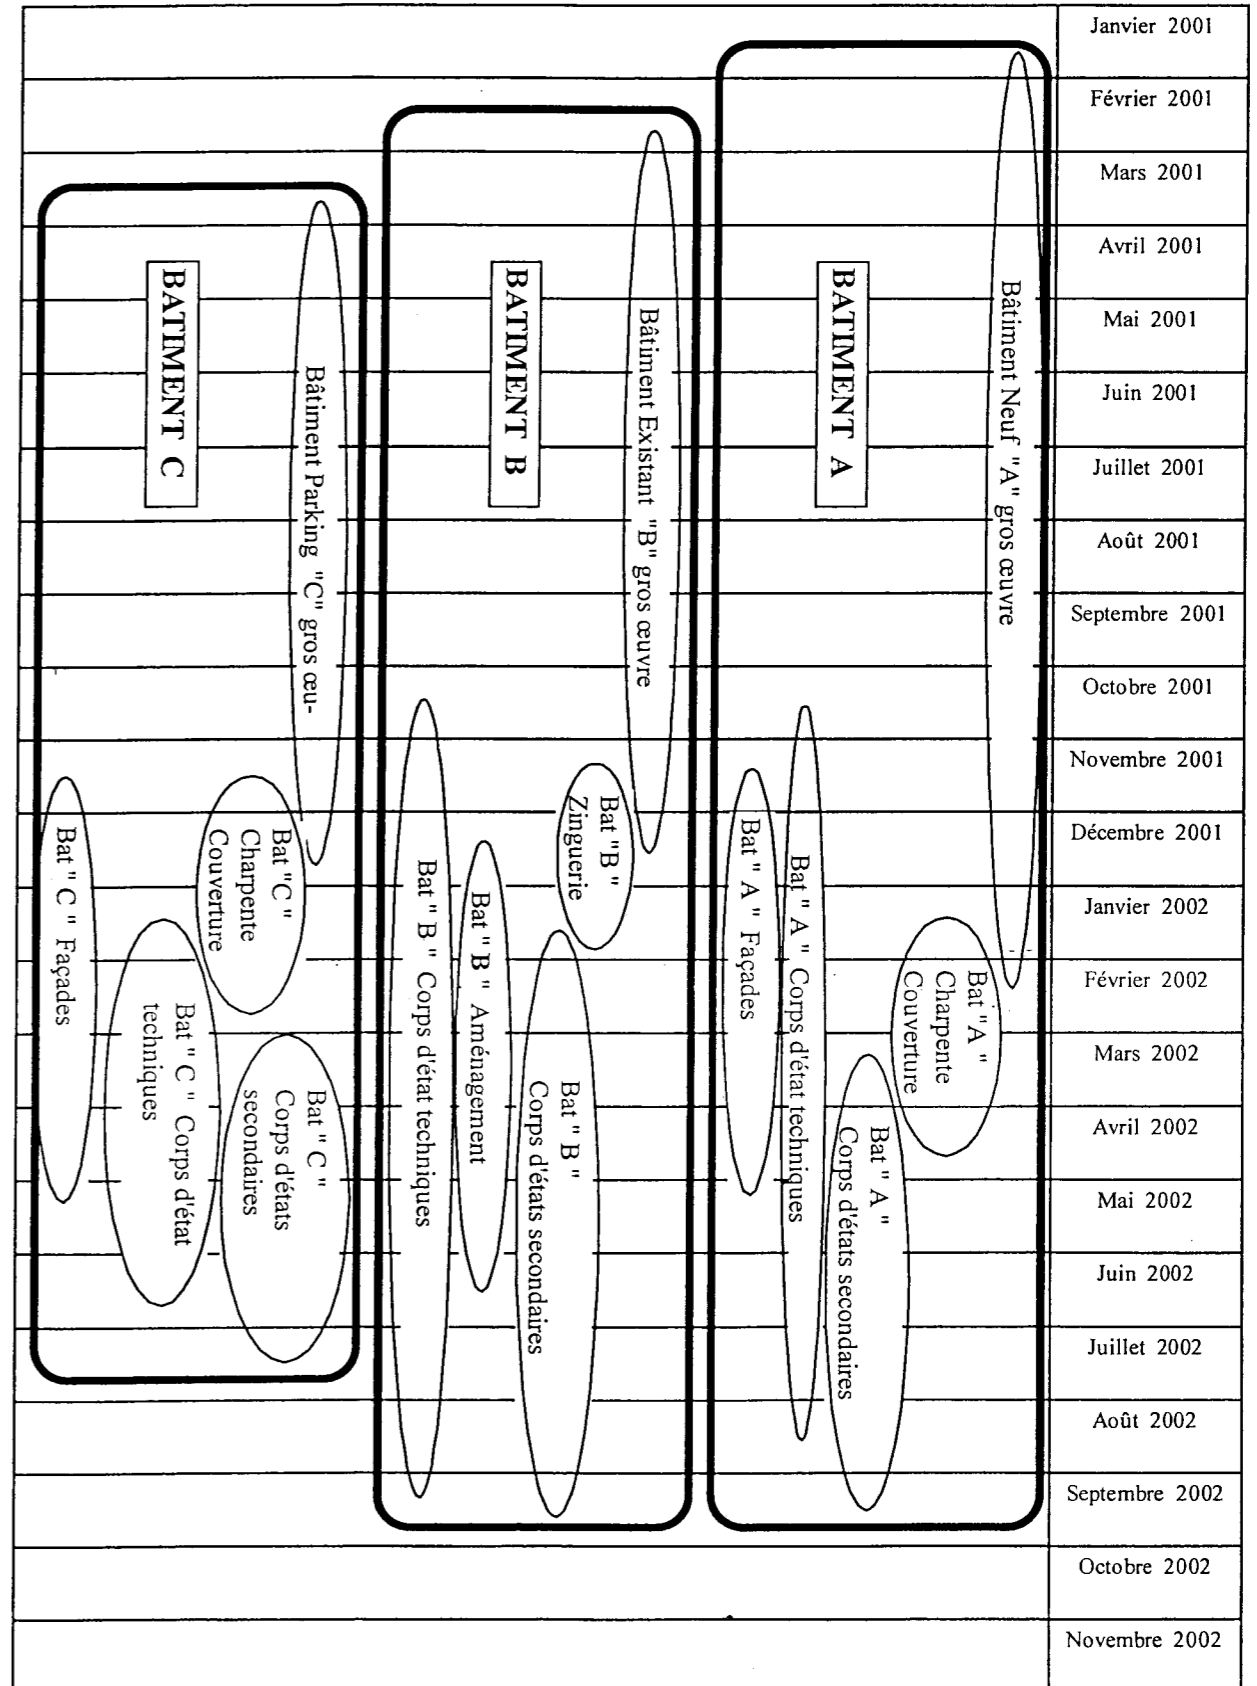 Janvier 2001
Février 2001
Mars 2001
Avril 2001
Mai 2001
Juin 2001
Juillet 2001
Août 2001
Septembre 2001
Octobre 2001
Novembre 2001
Décembre 2001
Janvier 2002
Février 2002
Mars 2002
Avril 2002
Mai 2002
Juin 2002
Juillet 2002
Août 2002
Septembre 2002
Octobre 2002
Novembre 2002
Bâtiment Neuf "A" gros œuvre
Bat "A "
Charpente
Couverture
BATIMENT A
Bat " A "
Corps d'états secondaires
Bat " A " Corps d'état techniques
Bat " A " Façades
Bâtiment Existant "B" gros œuvre
Bat "B "
Zinguerie
BATIMENT B
Bat " B "
Corps d'états secondaires
Bat " B " Aménagement
Bat " B " Corps d'état techniques
Bâtiment Parking "C" gros œu-
Bat "C "
Charpente
Couverture
BATIMENT C
Bat " C "
Corps d'états
secondaires
Bat " C " Corps d'état
techniques
Bat " C " Façades